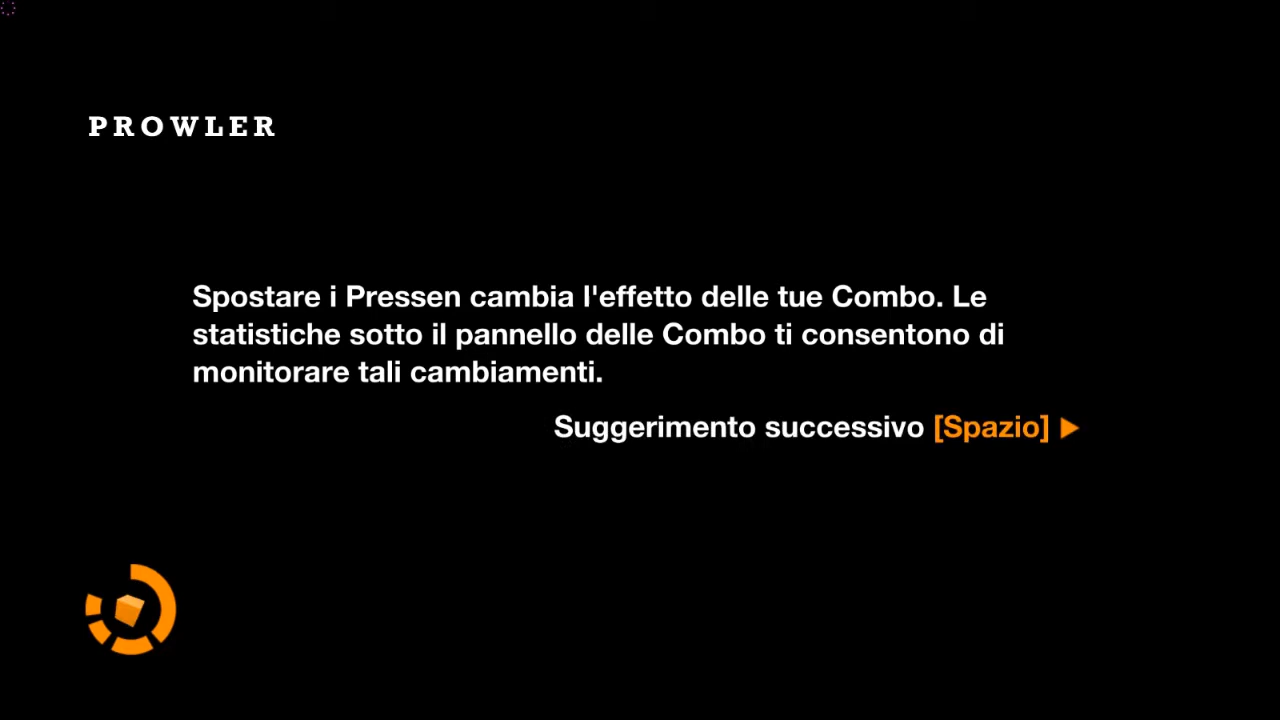 PROWLER
Spostare i Pressen cambia l'effetto delle tue Combo. Le
statistiche sotto il pannello delle Combo ti consentono di
monitorare tali cambiamenti.
Suggerimento successivo [Spazio]